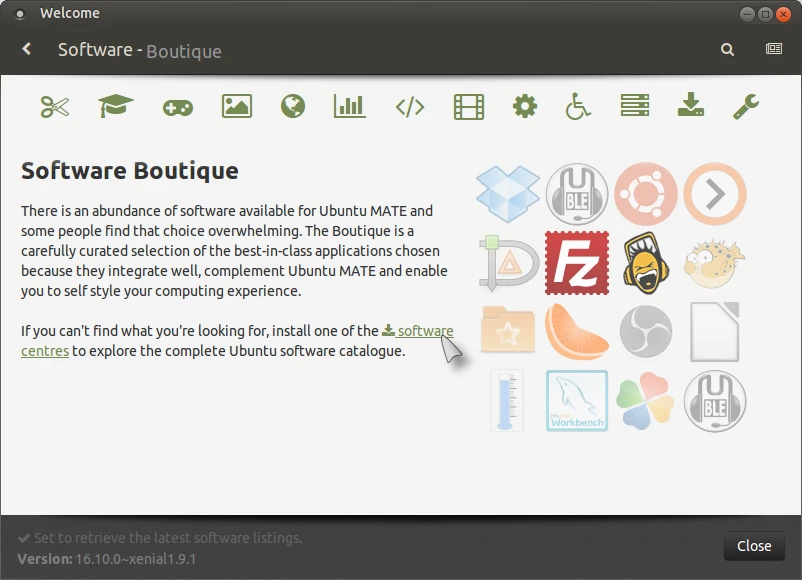 Welcome
Software - Boutique
Software Boutique
There is an abundance of software available for Ubuntu MATE and
some people find that choice overwhelming. The Boutique is a
carefully curated selection of the best-in-class applications chosen
because they integrate well, complement Ubuntu MATE and enable
you to self style your computing experience.
If you can't find what you're looking for, install one of the software
centres to explore the complete Ubuntu software catalogue.
BLE
Fz
MySQL
Workbench
BLE
Set to retrieve the latest software listings.
Version: 16.10.0~xenial1.9.1
Close